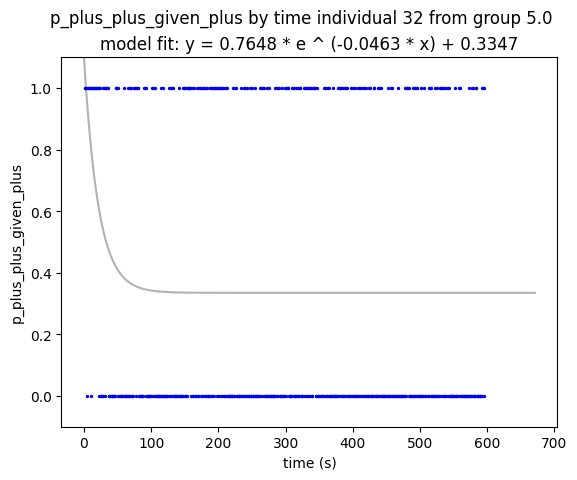 p_plus_plus_given_plus by time individual 32 from group 5.0
model fit: y = 0.7648 * e ^ (-0.0463 * x) + 0.3347
1.0
0.8
0.6
0.4
0.2
0.0
p_plus_plus_given_plus
0 100 200 300 400 500 600 700
time (s)